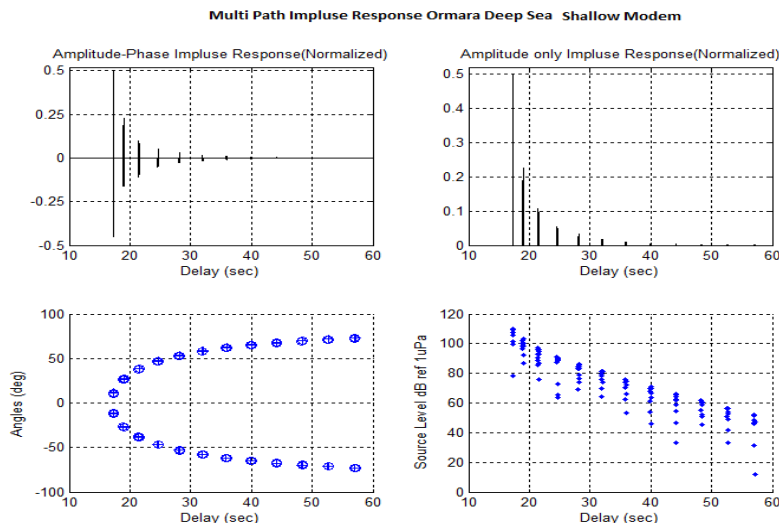 Multi Path Impluse Response Ormara Deep Sea Shallow Modem
Amplitude-Phase Impluse Response(Normalized)
0.5
0.25
0
-0.25
-0.5
10 20 30 40 50 60
Delay (sec)
Amplitude only Impluse Response(Normalized)
0.5
0.4
0.3
0.2
0.1
0
10 20 30 40 50 60
Delay (sec)
Angles (deg)
100
50
0
-50
-100
10 20 30 40 50 60
Delay (sec)
Source Level dB ref 1uPa
120
100
80
60
40
20
0
10 20 30 40 50 60
Delay (sec)